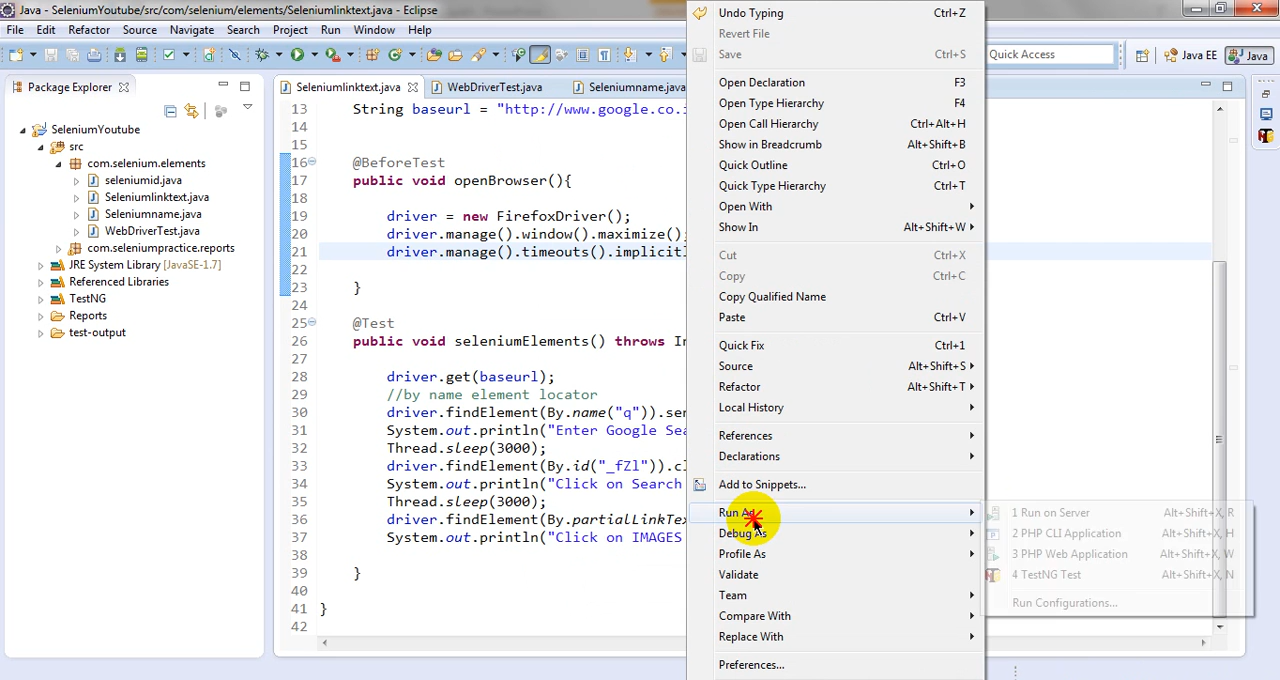 Java - SeleniumYoutube/src/com/selenium/elements/Seleniumlinktext.java - Eclipse
File Edit Refactor Source Navigate Search Project Run Window Help
Quick Access
Java EE
Java
Package Explorer
SeleniumYoutube
src
com.selenium.elements
seleniumid.java
Seleniumlinktext.java
Seleniumname.java
WebDriverTest.java
com.seleniumpractice.reports
JRE System Library [JavaSE-1.7]
Referenced Libraries
TestNG
Reports
test-output
Seleniumlinktext.java WebDriverTest.java Seleniumname.java
13 String baseurl = "http://www.google.co.i
14
15
16 @BeforeTest
17 public void openBrowser(){
18
19 driver = new FirefoxDriver();
20 driver.manage().window().maximize();
21 driver.manage().timeouts().implicitl
22
23 }
24
25 @Test
26 public void seleniumElements() throws In
27
28 driver.get(baseurl);
29 //by name element locator
30 driver.findElement(By.name("q")).sen
31 System.out.println("Enter Google Sea
32 Thread.sleep(3000);
33 driver.findElement(By.id("_fZl")).cl
34 System.out.println("Click on Search
35 Thread.sleep(3000);
36 driver.findElement(By.partialLinkTex
37 System.out.println("Click on IMAGES
38
39 }
40
41 }
42
Undo Typing Ctrl+Z
Revert File
Save Ctrl+S
Open Declaration F3
Open Type Hierarchy F4
Open Call Hierarchy Ctrl+Alt+H
Show in Breadcrumb Alt+Shift+B
Quick Outline Ctrl+O
Quick Type Hierarchy Ctrl+T
Open With
Show In Alt+Shift+W
Cut Ctrl+X
Copy Ctrl+C
Copy Qualified Name
Paste Ctrl+V
Quick Fix Ctrl+1
Source Alt+Shift+S
Refactor Alt+Shift+T
Local History
References
Declarations
Add to Snippets...
Run As
Debug As
Profile As
Validate
Team
Compare With
Replace With
Preferences...
1 Run on Server Alt+Shift+X, R
2 PHP CLI Application Alt+Shift+X, H
3 PHP Web Application Alt+Shift+X, W
4 TestNG Test Alt+Shift+X, N
Run Configurations...